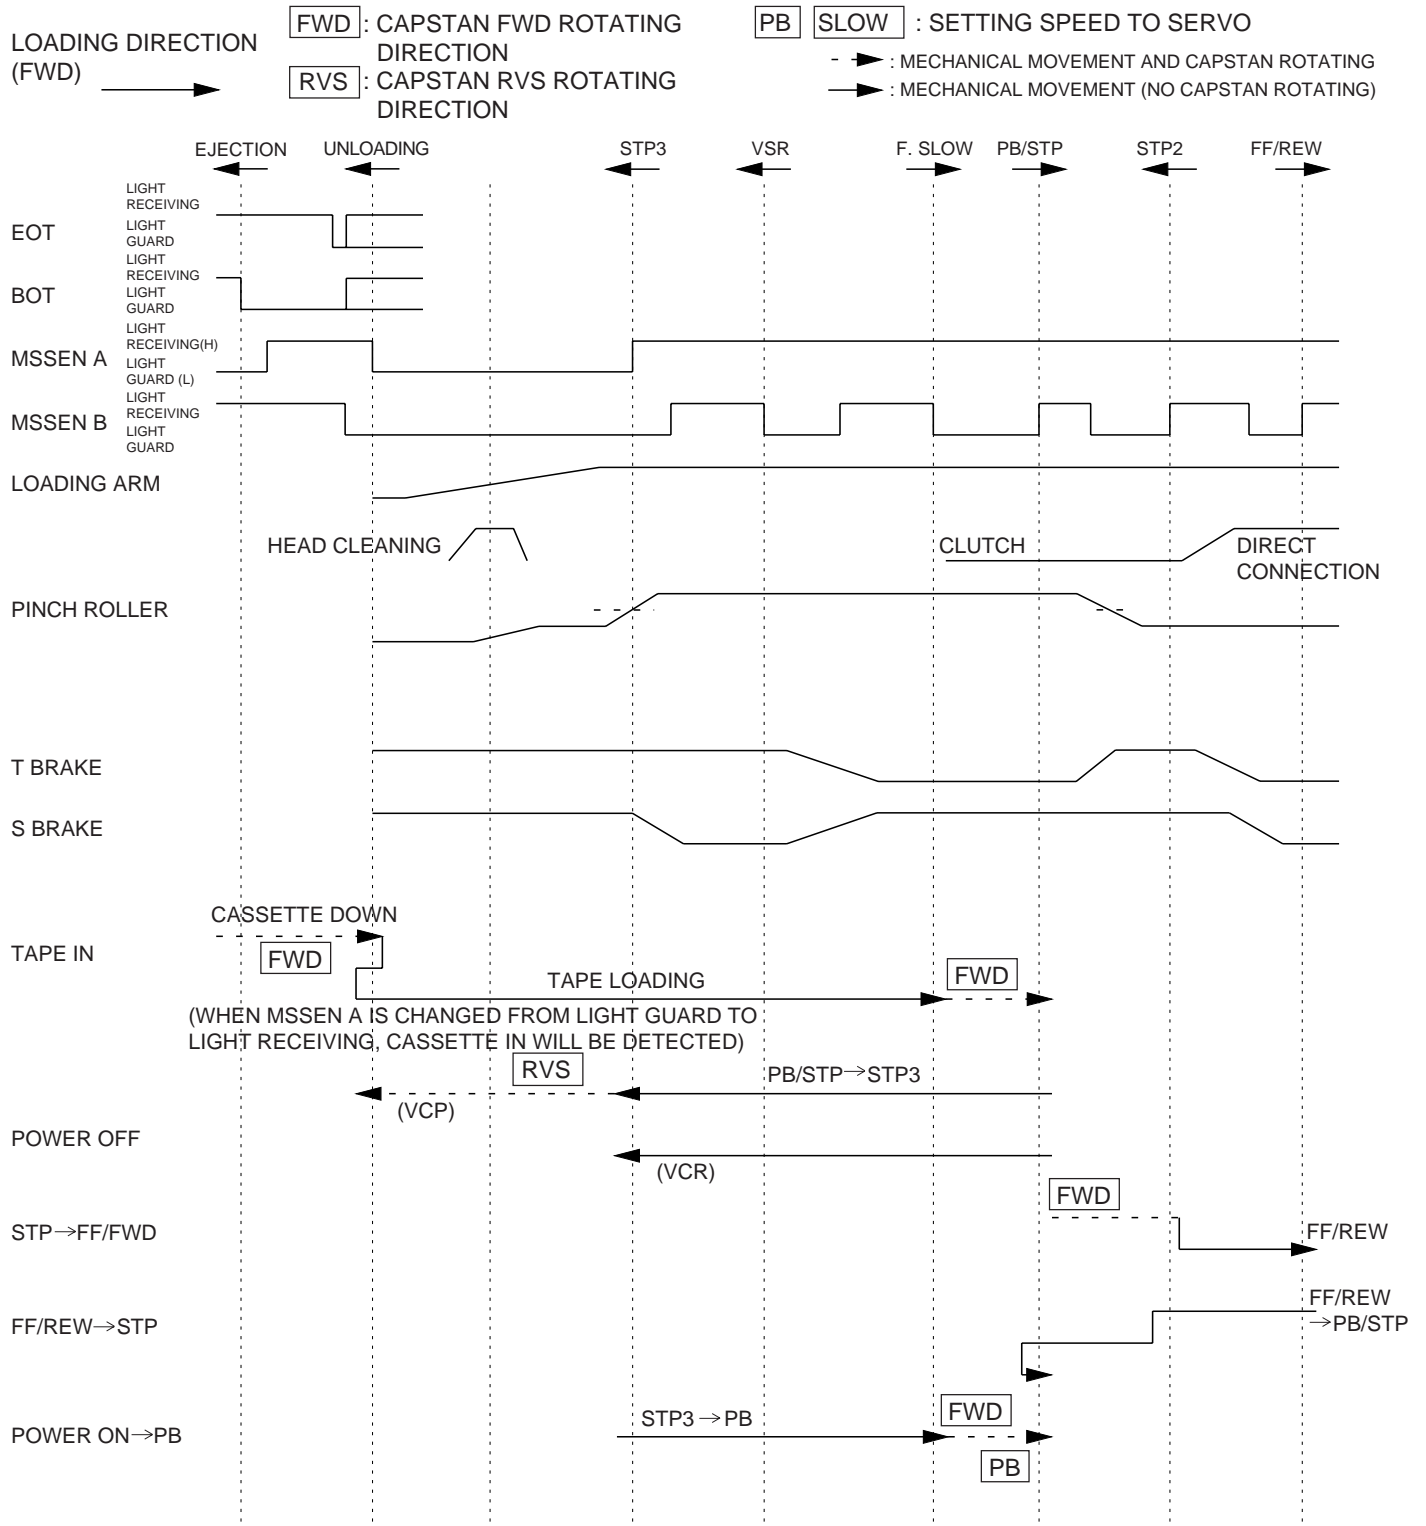 LOADING DIRECTION
(FWD)
FWD : CAPSTAN FWD ROTATING
DIRECTION
RVS : CAPSTAN RVS ROTATING
DIRECTION
PB SLOW : SETTING SPEED TO SERVO
: MECHANICAL MOVEMENT AND CAPSTAN ROTATING
: MECHANICAL MOVEMENT (NO CAPSTAN ROTATING)
EJECTION UNLOADING STP3 VSR F. SLOW PB/STP STP2 FF/REW
EOT
LIGHT
RECEIVING
LIGHT
GUARD
BOT
LIGHT
RECEIVING
LIGHT
GUARD
MSSEN A
LIGHT
RECEIVING(H)
LIGHT
GUARD (L)
MSSEN B
LIGHT
RECEIVING
LIGHT
GUARD
LOADING ARM
HEAD CLEANING
CLUTCH
DIRECT
CONNECTION
PINCH ROLLER
T BRAKE
S BRAKE
CASSETTE DOWN
TAPE IN
FWD
TAPE LOADING
FWD
(WHEN MSSEN A IS CHANGED FROM LIGHT GUARD TO
LIGHT RECEIVING, CASSETTE IN WILL BE DETECTED)
RVS
PB/STP→STP3
(VCP)
POWER OFF
(VCR)
FWD
STP→FF/FWD
FF/REW
FF/REW→STP
FF/REW
→PB/STP
POWER ON→PB
STP3→PB
FWD
PB